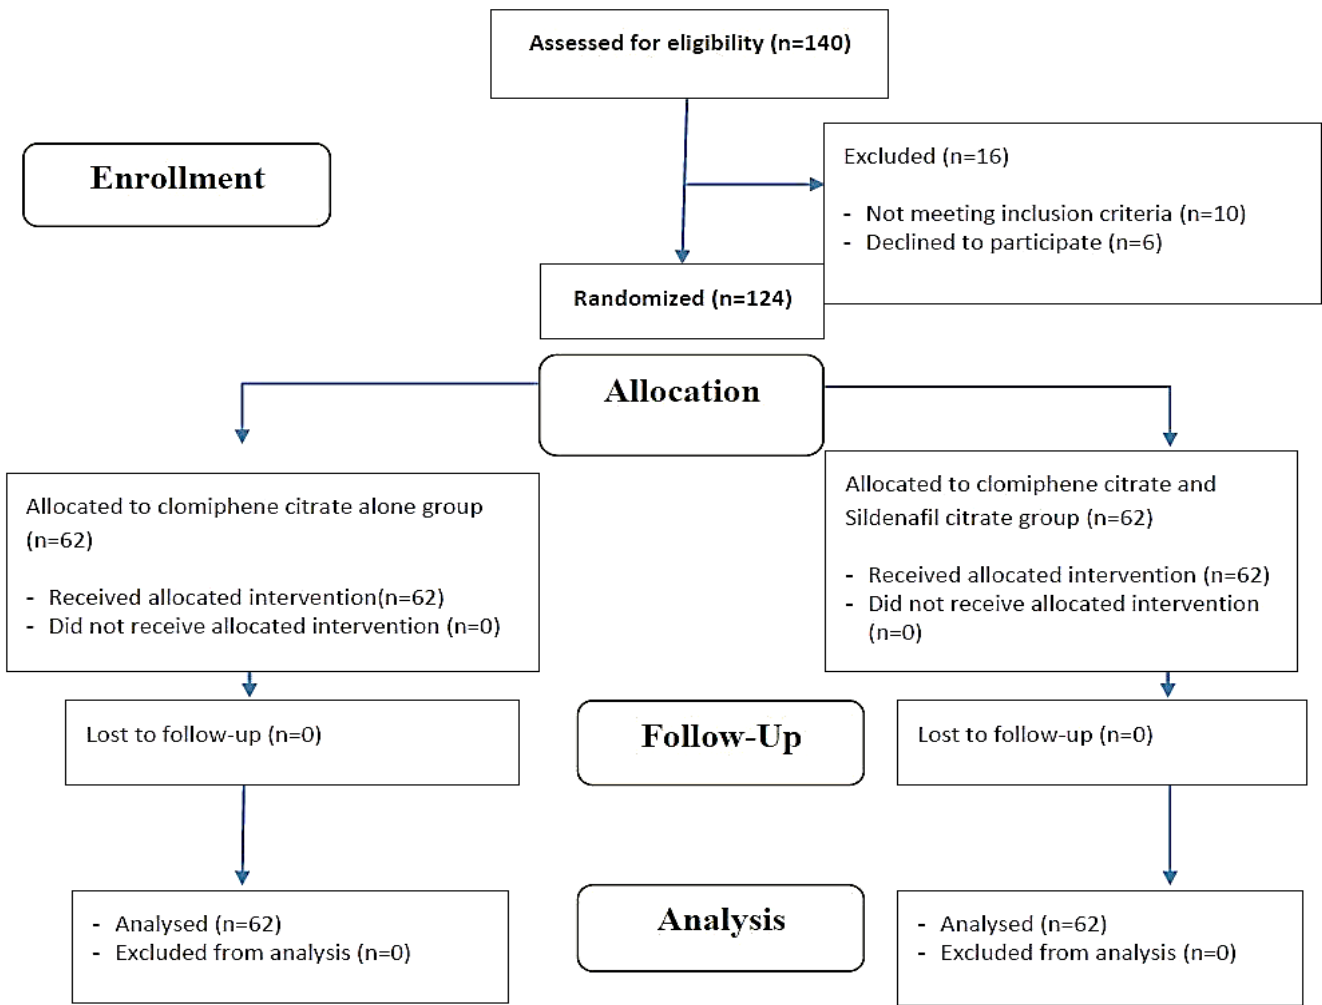 Assessed for eligibility (n=140)
Enrollment
Excluded (n=16)
- Not meeting inclusion criteria (n=10)
- Declined to participate (n=6)
Randomized (n=124)
Allocation
Allocated to clomiphene citrate alone group
(n=62)
- Received allocated intervention(n=62)
- Did not receive allocated intervention (n=0)
Allocated to clomiphene citrate and
Sildenafil citrate group (n=62)
- Received allocated intervention (n=62)
- Did not receive allocated intervention
(n=0)
Lost to follow-up (n=0)
Follow-Up
Lost to follow-up (n=0)
- Analysed (n=62)
- Excluded from analysis (n=0)
Analysis
- Analysed (n=62)
- Excluded from analysis (n=0)